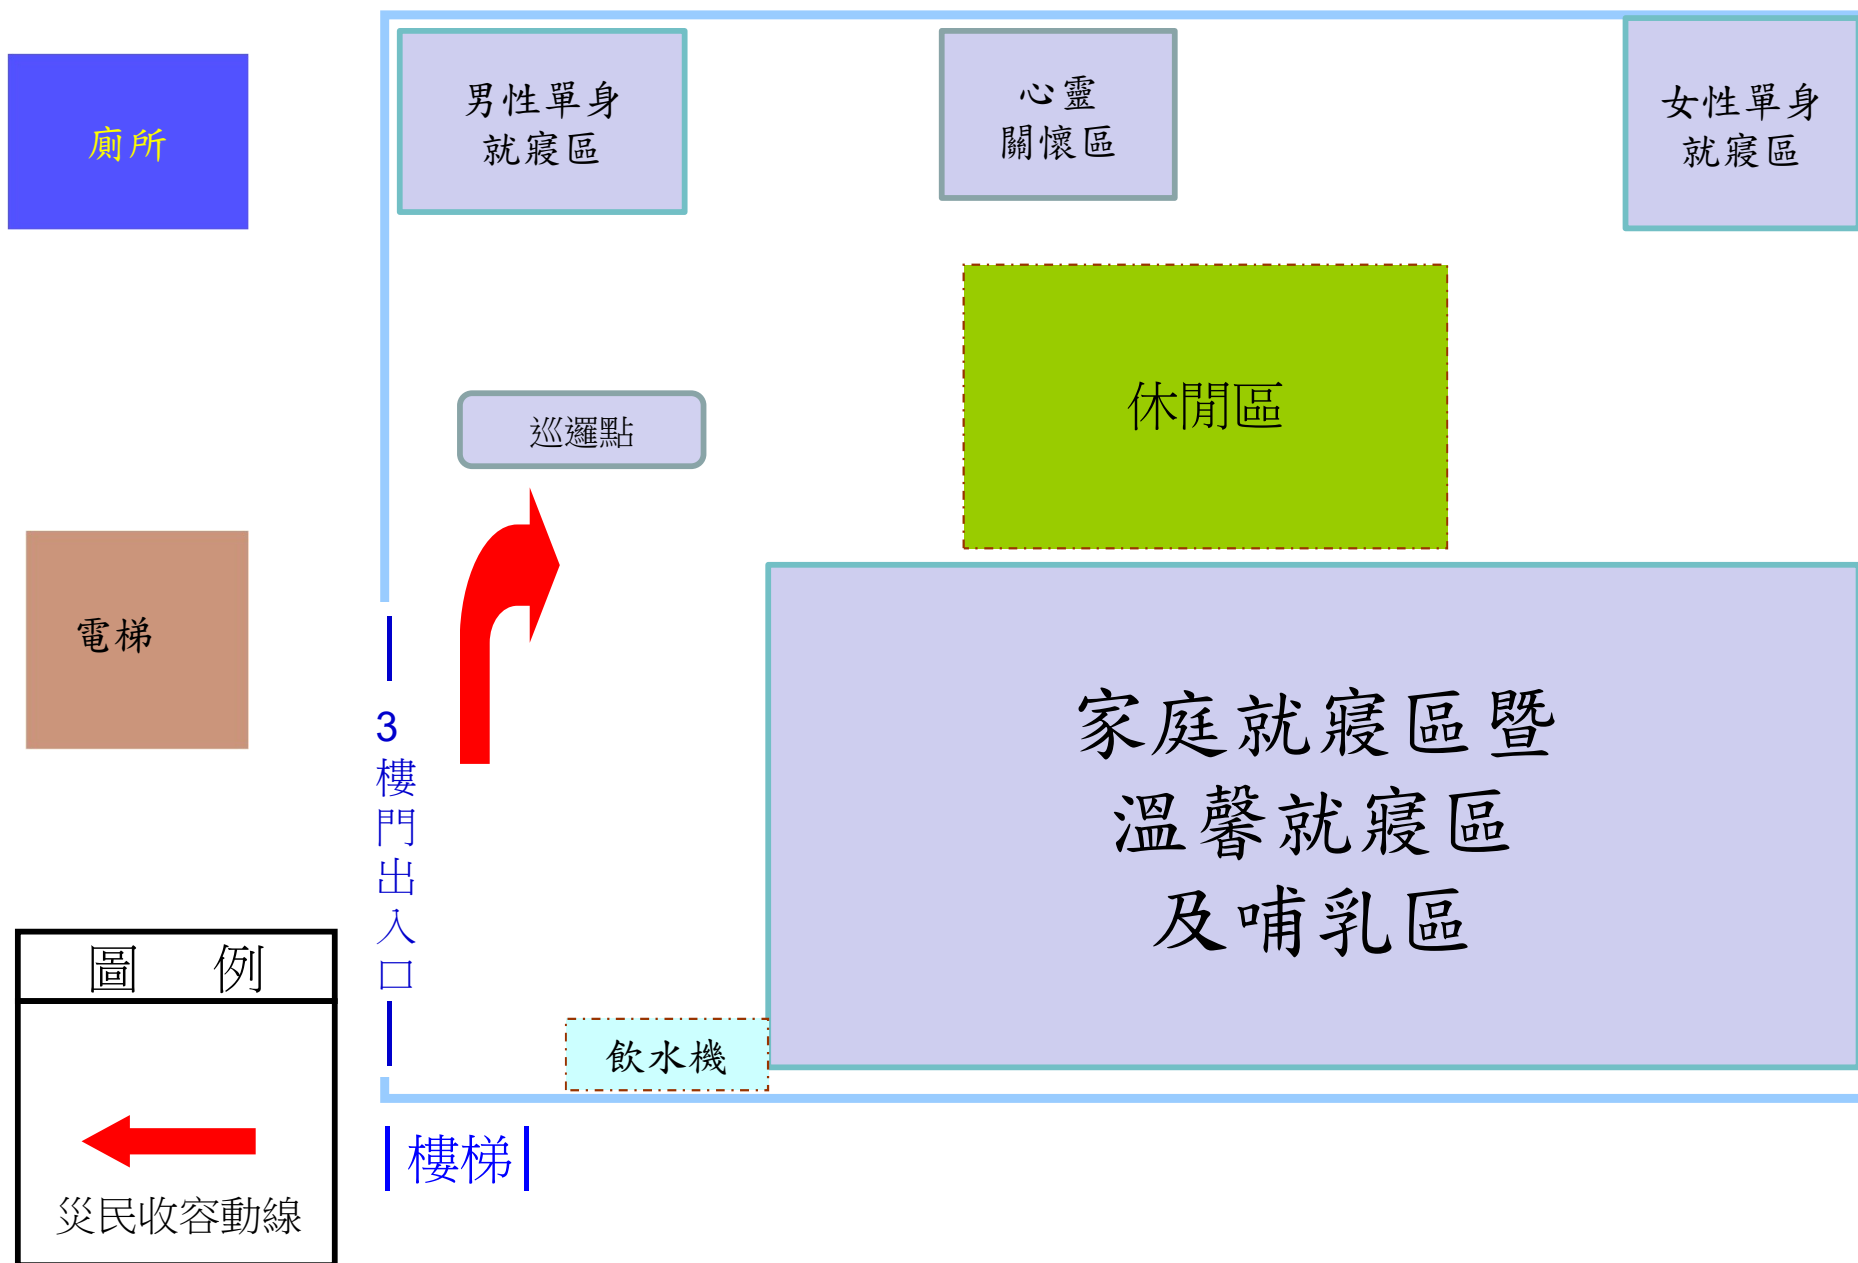 男性單身
就寢區
心靈
關懷區
女性單身
就寢區
廁所
休閒區
巡邏點
電梯
3
樓
門
出
入
口
家庭就寢區暨
溫馨就寢區
及哺乳區
圖 例
飲水機
樓梯
災民收容動線